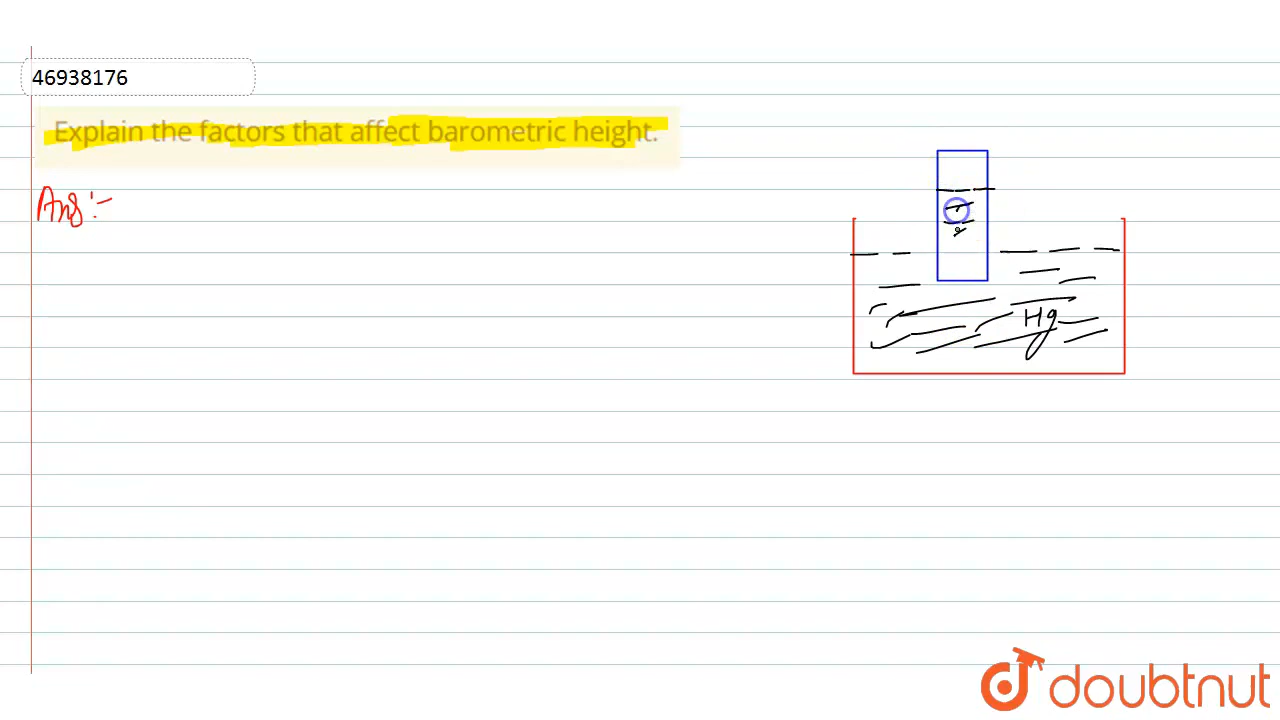 46938176
Explain the factors that affect barometric height.
Ans :-
Hg
doubtnut